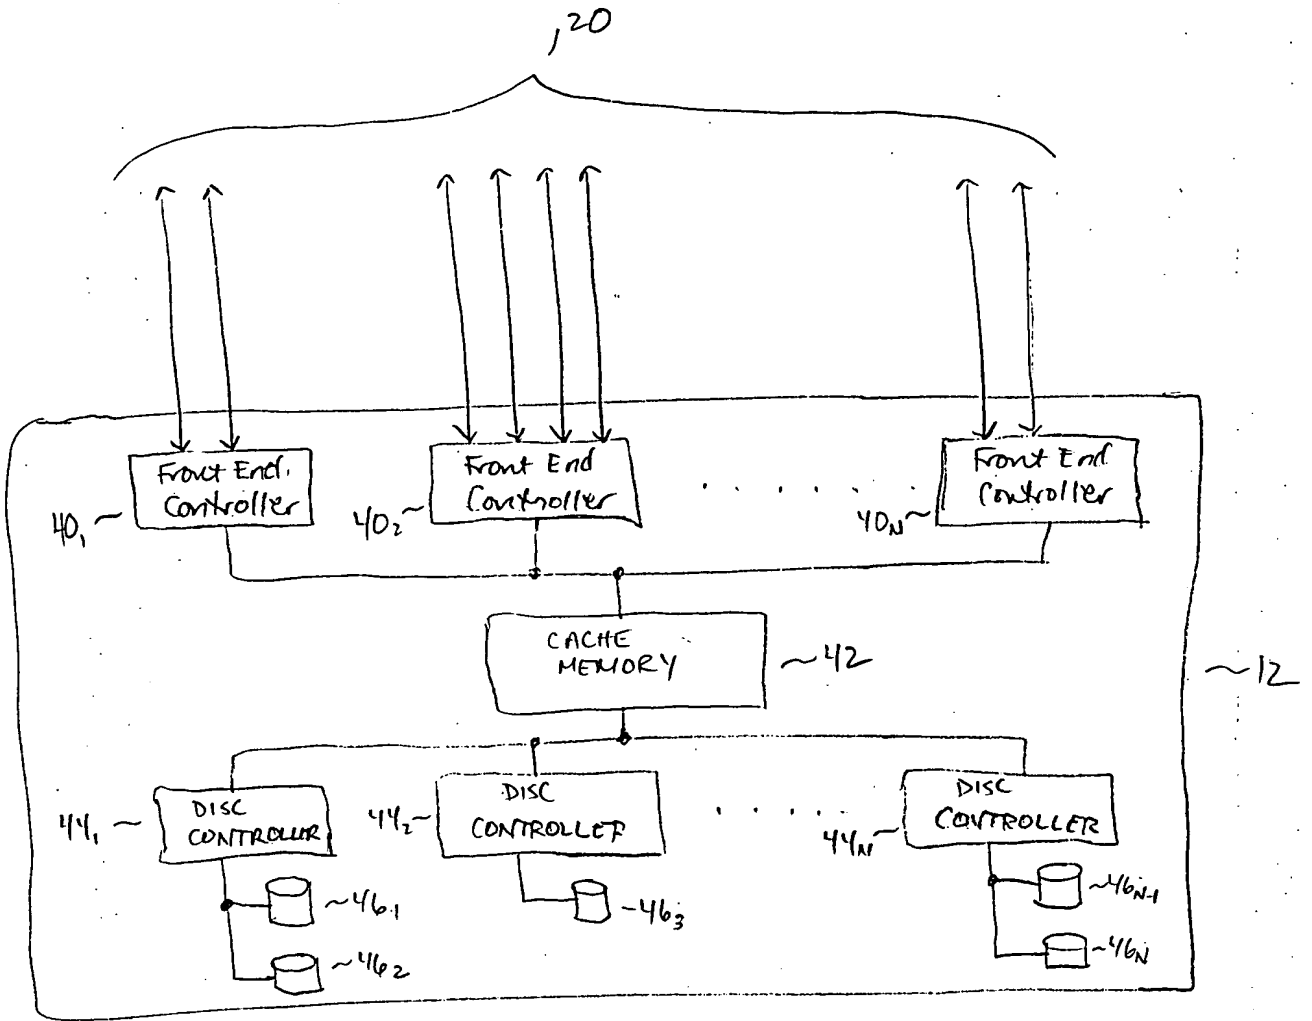 20
Front End
Controller
40₁
Front End
Controller
40₂
Front End
Controller
40N
CACHE
MEMORY
42
12
DISC
CONTROLLER
44₁
DISC
CONTROLLER
44₂
DISC
CONTROLLER
44N
46₁
46₂
46₃
46N-1
46N